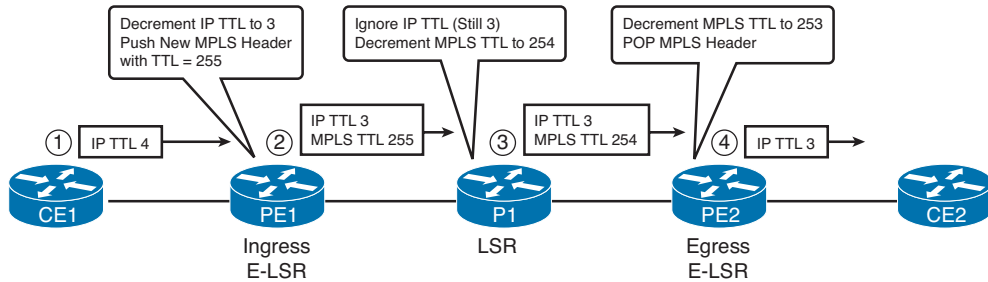 Decrement IP TTL to 3
Push New MPLS Header
with TTL = 255
Ignore IP TTL (Still 3)
Decrement MPLS TTL to 254
Decrement MPLS TTL to 253
POP MPLS Header
1
IP TTL 4
2
IP TTL 3
MPLS TTL 255
3
IP TTL 3
MPLS TTL 254
4
IP TTL 3
CE1
PE1
P1
PE2
CE2
Ingress
E-LSR
LSR
Egress
E-LSR